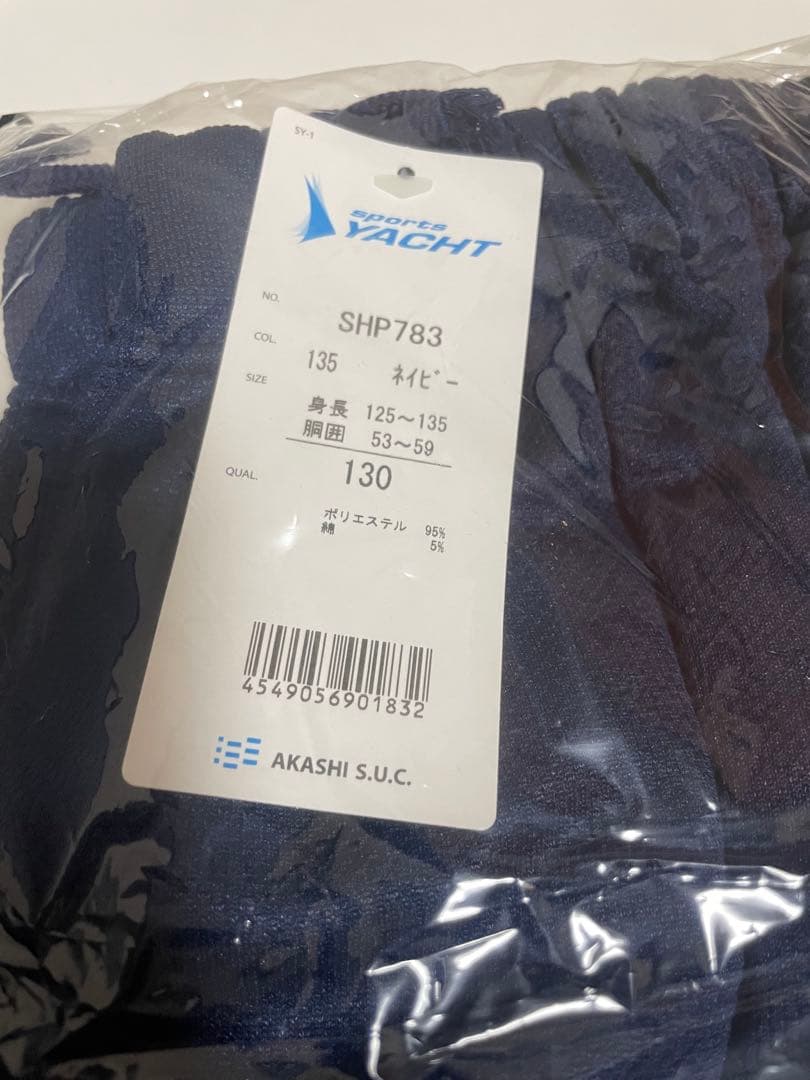 SY-1
sports
YACHT
NO. SHP783
COL. 135 ネイビー
SIZE
身長 125~135
胴囲 53~59
130
QUAL.
ポリエステル 95%
綿 5%
4549056901832
AKASHI S.U.C.